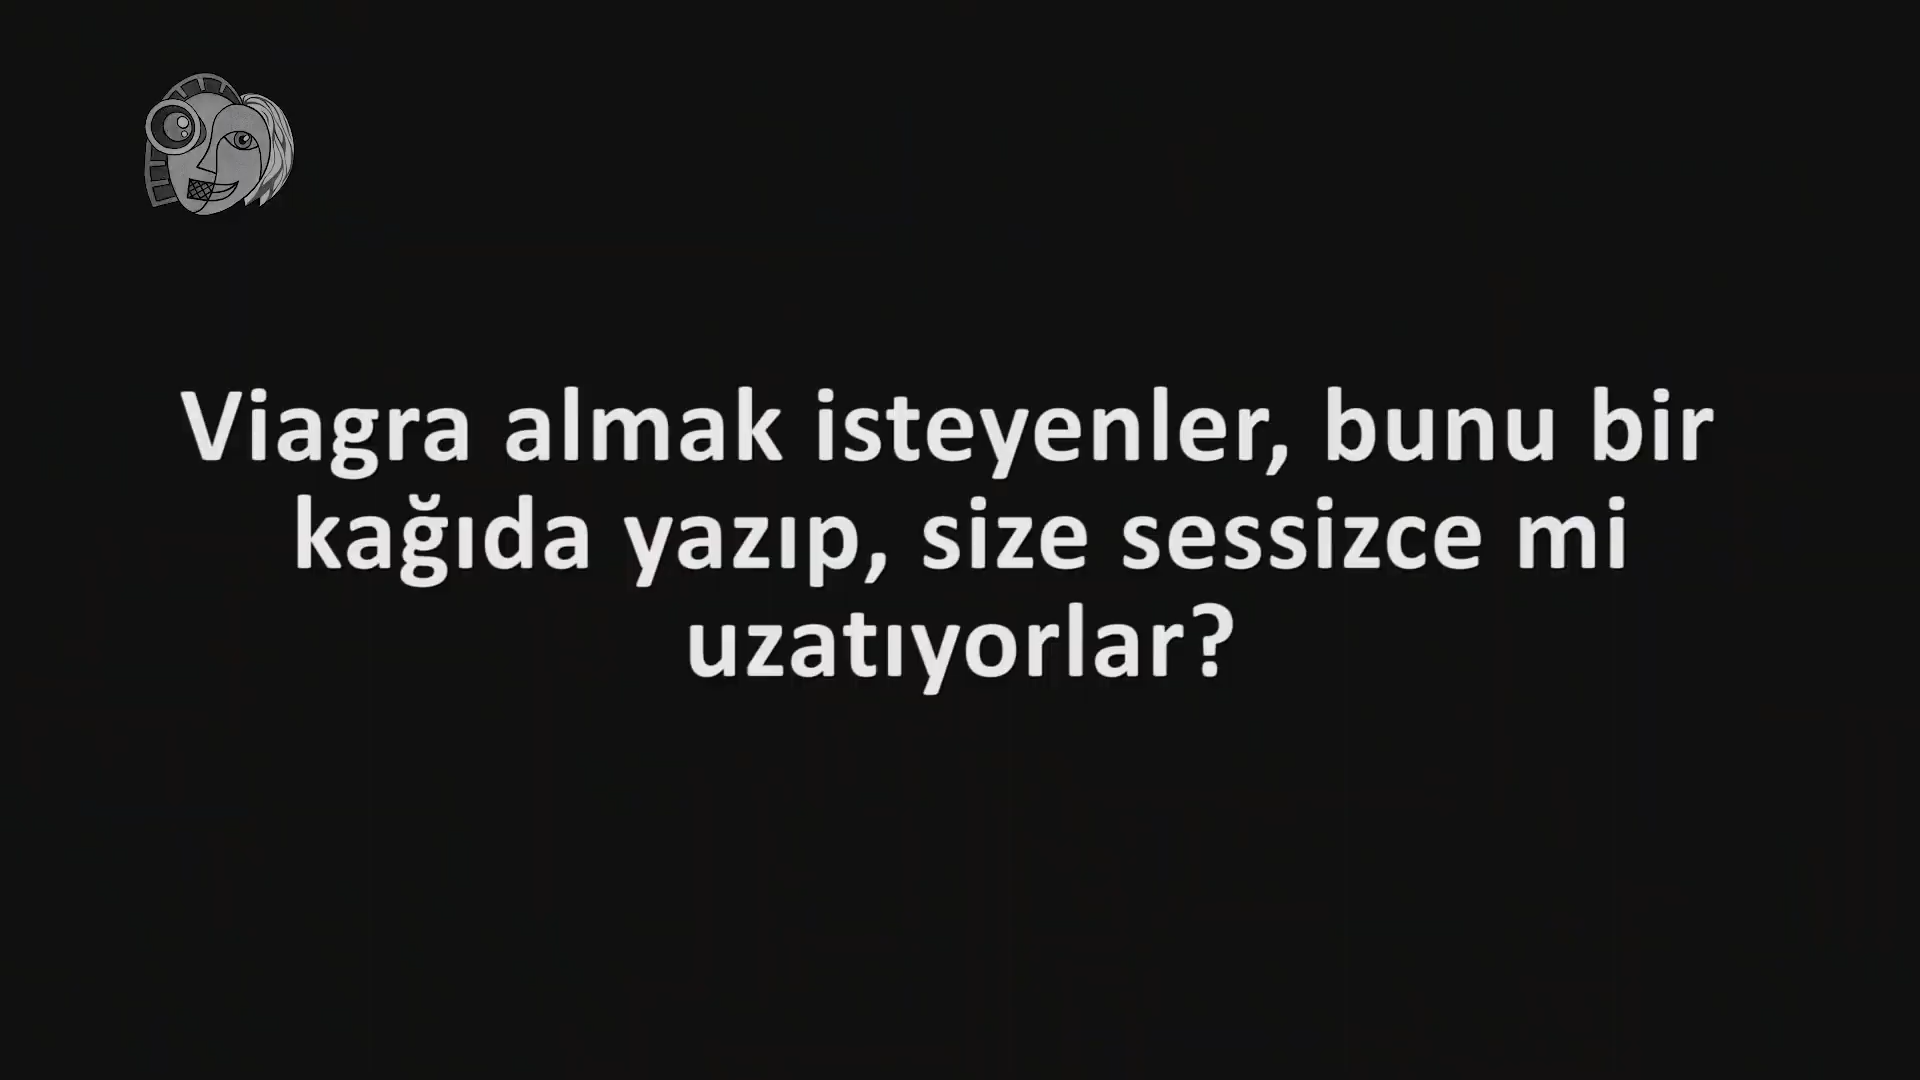 Viagra almak isteyenler, bunu bir
kağıda yazıp, size sessizce mi
uzatıyorlar?